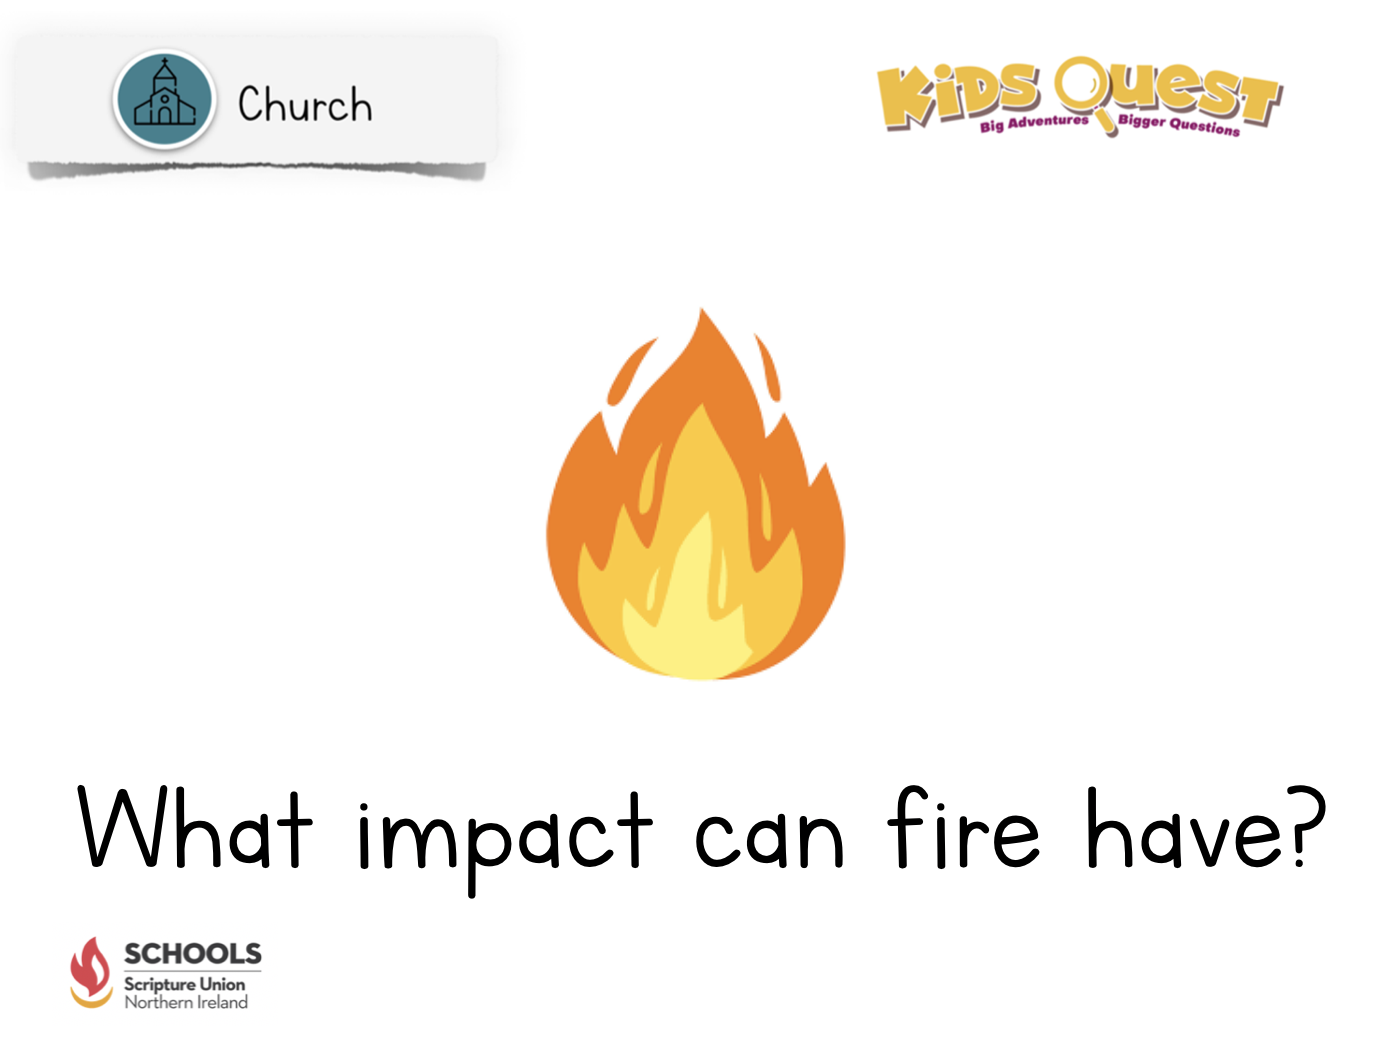 Church
KiDS QUEST
Big Adventures Bigger Questions
What impact can fire have?
SCHOOLS
Scripture Union
Northern Ireland